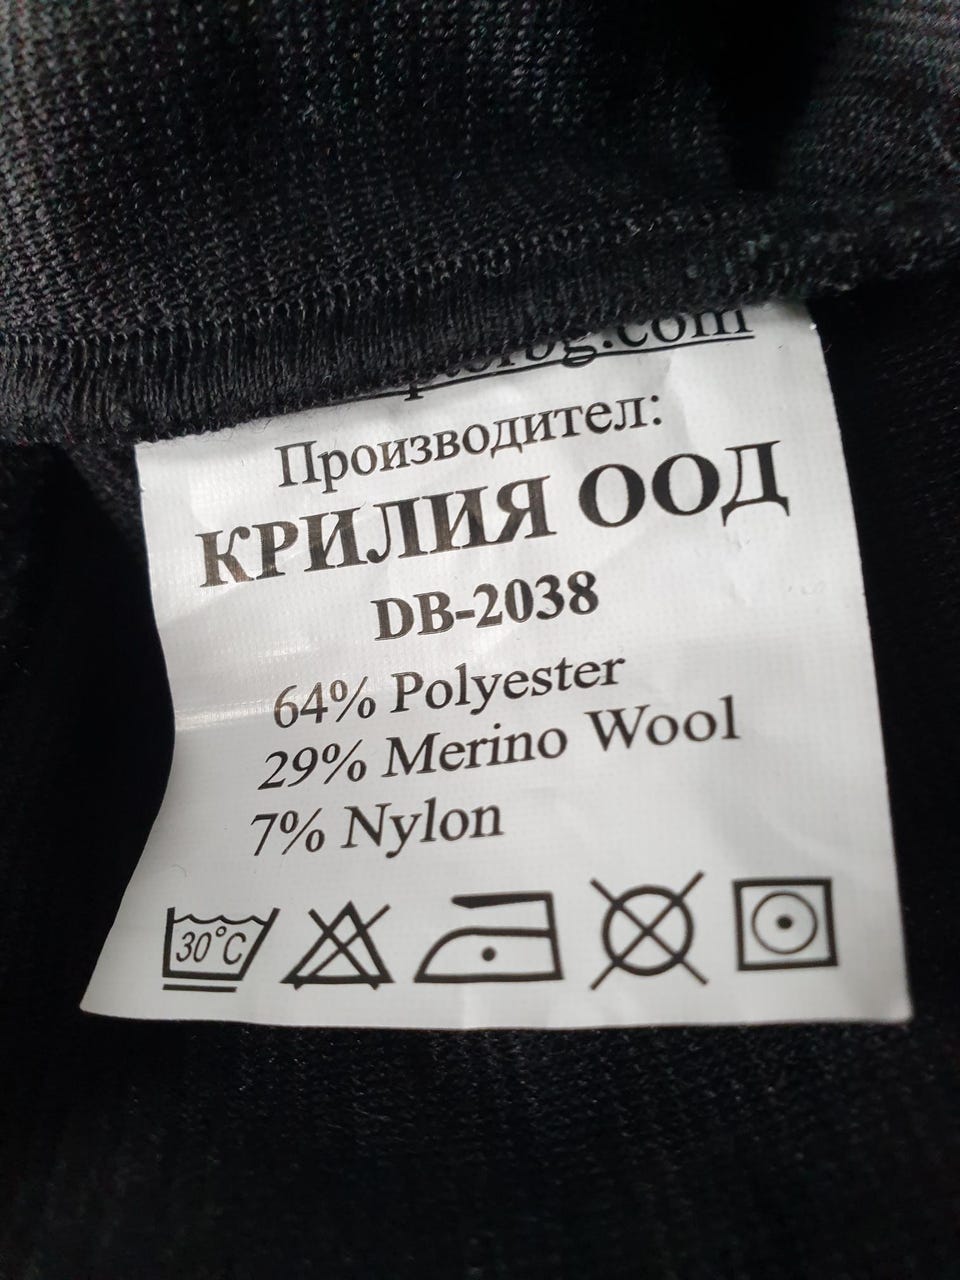 Производител:
КРИЛИЯ ООД
DB-2038
64% Polyester
29% Merino Wool
7% Nylon
30°C